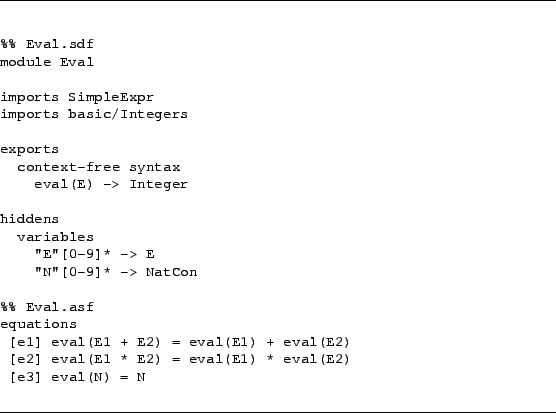 %% Eval.sdf
module Eval
imports SimpleExpr
imports basic/Integers
exports
context-free syntax
eval(E) -> Integer
hiddens
variables
"E"[0-9]* -> E
"N"[0-9]* -> NatCon
%% Eval.asf
equations
[e1] eval(E1 + E2) = eval(E1) + eval(E2)
[e2] eval(E1 * E2) = eval(E1) * eval(E2)
[e3] eval(N) = N